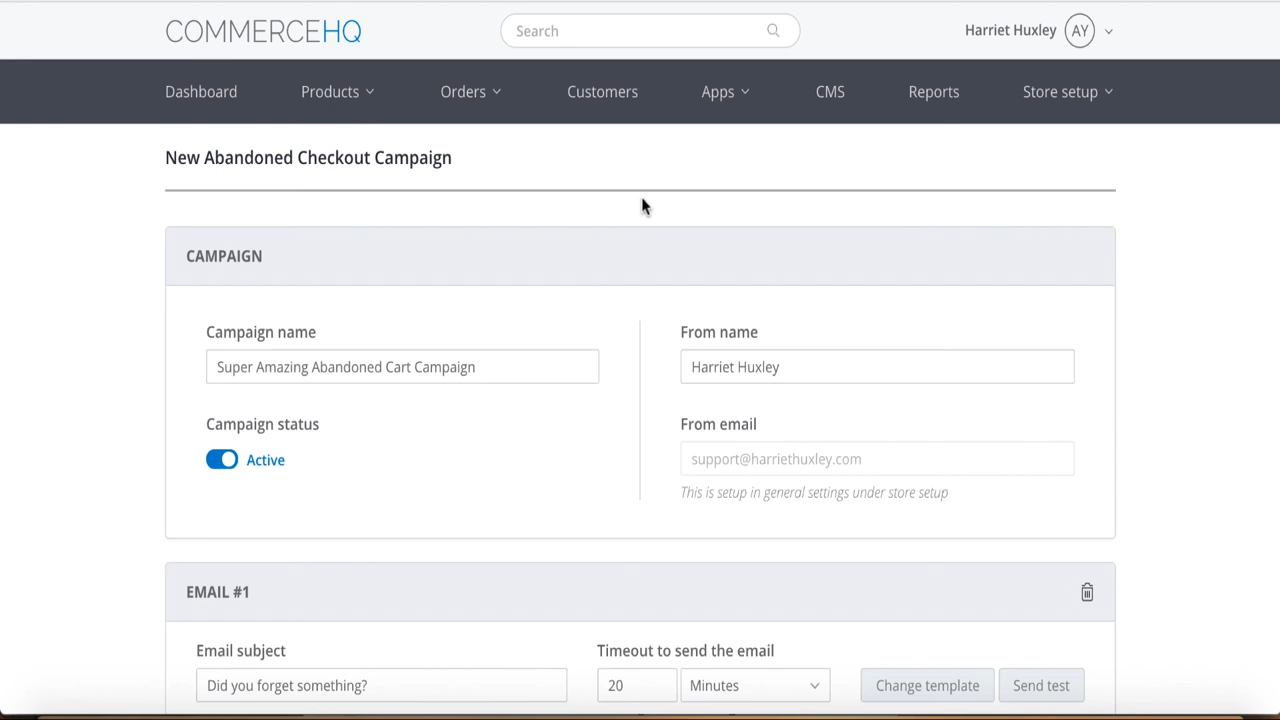 COMMERCEHQ
Search
Harriet Huxley AY
Dashboard Products Orders Customers Apps CMS Reports Store setup
New Abandoned Checkout Campaign
CAMPAIGN
Campaign name
Super Amazing Abandoned Cart Campaign
Campaign status
Active
From name
Harriet Huxley
From email
support@harriethuxley.com
This is setup in general settings under store setup
EMAIL #1
Email subject
Did you forget something?
Timeout to send the email
20 Minutes
Change template Send test